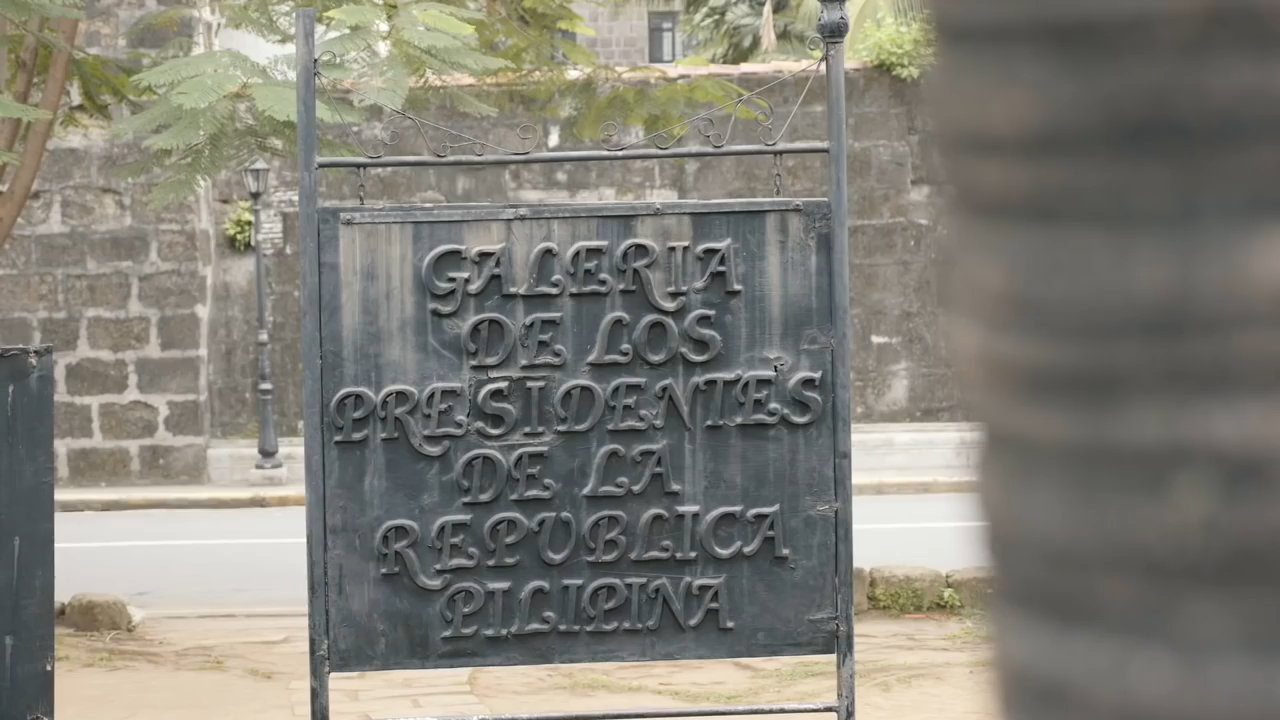 GALERIA
DE LOS
PRESIDENTES
DE LA
REPUBLICA
PILIPINA